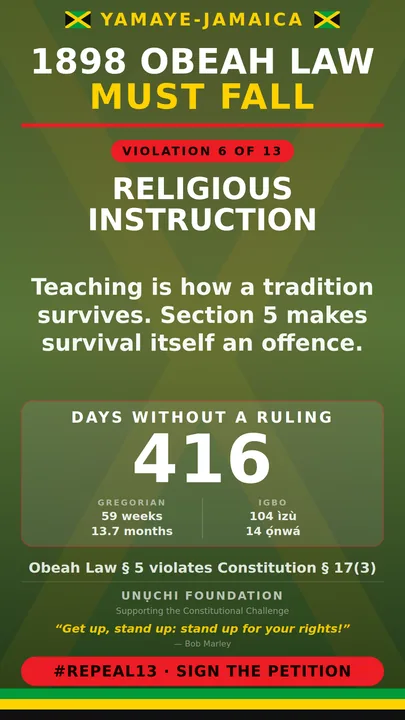 YAMAYE-JAMAICA
1898 OBEAH LAW
MUST FALL
VIOLATION 6 OF 13
RELIGIOUS
INSTRUCTION
Teaching is how a tradition
survives. Section 5 makes
survival itself an offence.
DAYS WITHOUT A RULING
416
GREGORIAN
59 weeks
13.7 months
IGBO
104 ìzù
14 ọ́nwá
Obeah Law § 5 violates Constitution § 17(3)
UNỤCHI FOUNDATION
Supporting the Constitutional Challenge
“Get up, stand up: stand up for your rights!”
— Bob Marley
#REPEAL13 · SIGN THE PETITION